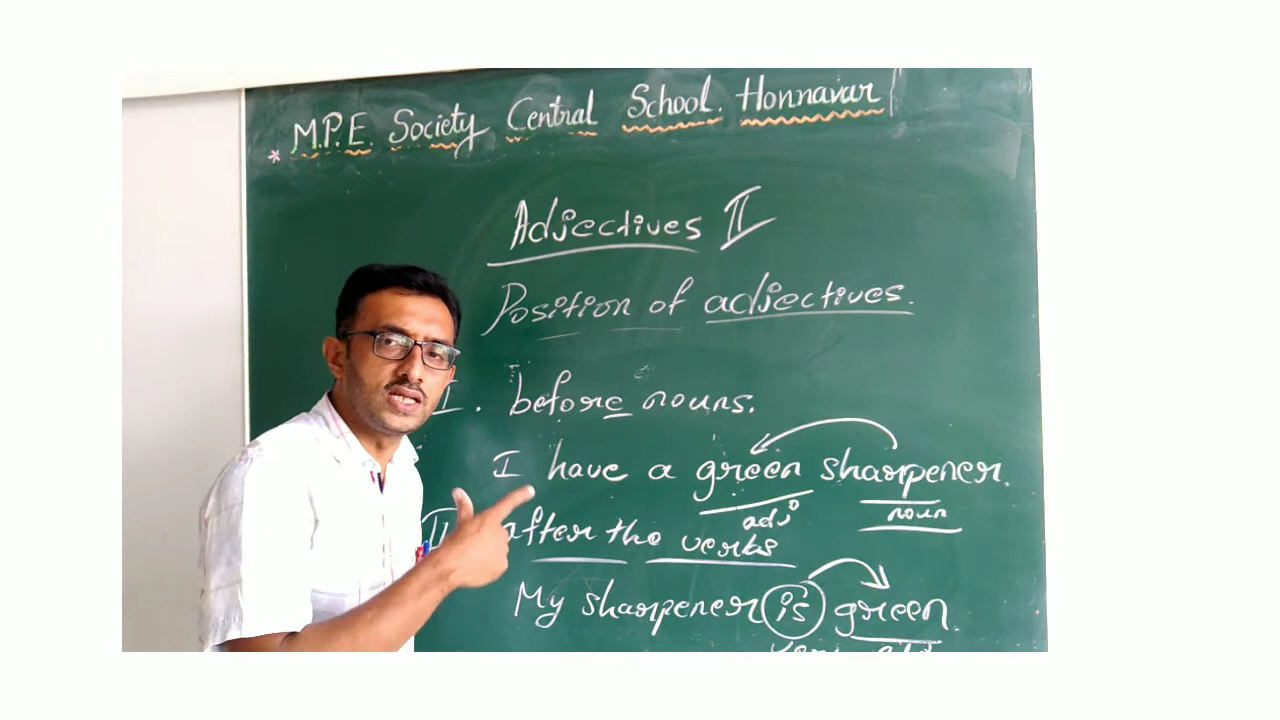 * M.P.E. Society Central School. Honnavar
Adjectives II
Position of adjectives.
I. before nouns.
I have a green sharpener.
adj noun
II after the verbs
My sharpener is green.